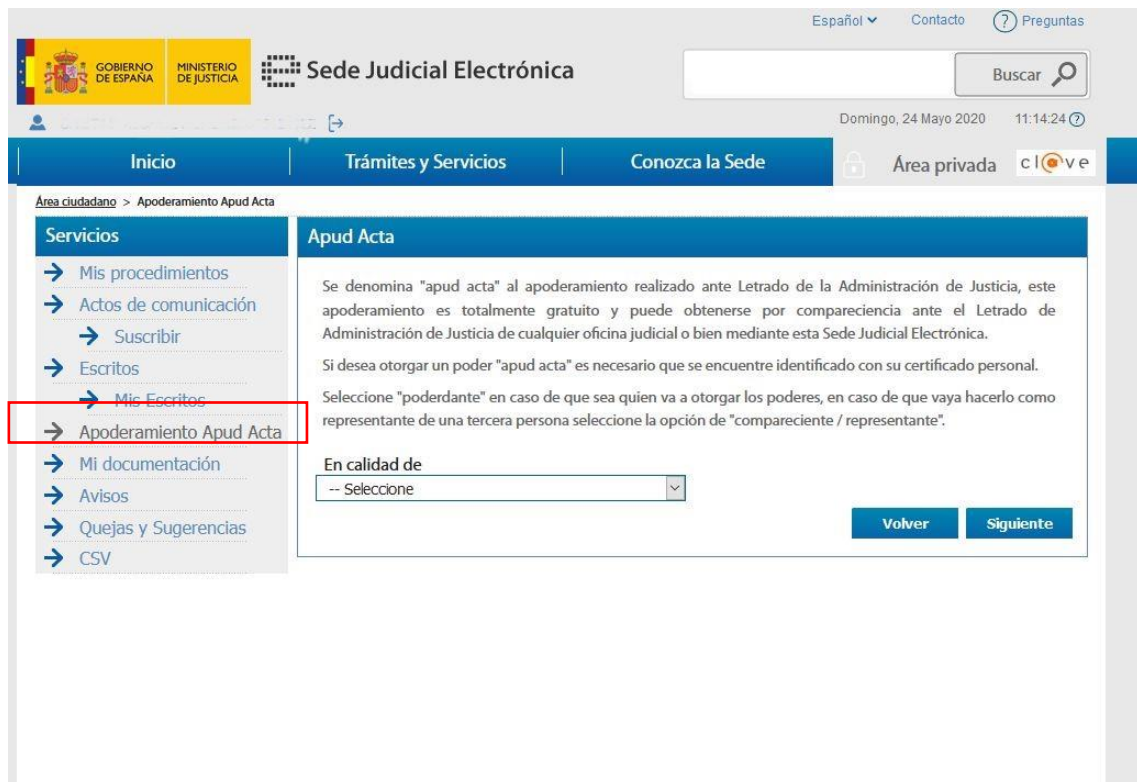 Español Contacto ? Preguntas
GOBIERNO DE ESPAÑA
MINISTERIO DE JUSTICIA
Sede Judicial Electrónica
Buscar
Domingo, 24 Mayo 2020 11:14:24 ?
Inicio Trámites y Servicios Conozca la Sede Área privada cl@ve
Área ciudadano > Apoderamiento Apud Acta
Servicios
Mis procedimientos
Actos de comunicación
Suscribir
Escritos
Mis Escritos
Apoderamiento Apud Acta
Mi documentación
Avisos
Quejas y Sugerencias
CSV
Apud Acta
Se denomina "apud acta" al apoderamiento realizado ante Letrado de la Administración de Justicia, este
apoderamiento es totalmente gratuito y puede obtenerse por compareciencia ante el Letrado de
Administración de Justicia de cualquier oficina judicial o bien mediante esta Sede Judicial Electrónica.
Si desea otorgar un poder "apud acta" es necesario que se encuentre identificado con su certificado personal.
Seleccione "poderdante" en caso de que sea quien va a otorgar los poderes, en caso de que vaya hacerlo como
representante de una tercera persona seleccione la opción de "compareciente / representante".
En calidad de
-- Seleccione
Volver Siguiente